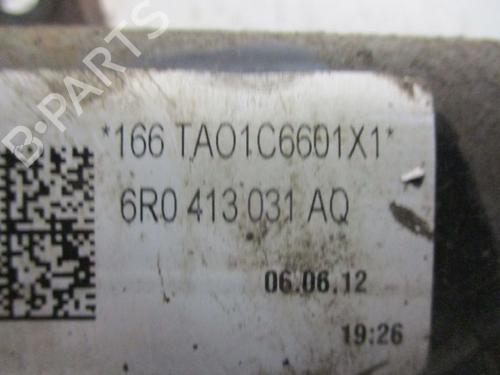 B-PARTS
*166 TAO1C6601X1*
6R0 413 031 AQ
06.06.12
19:26